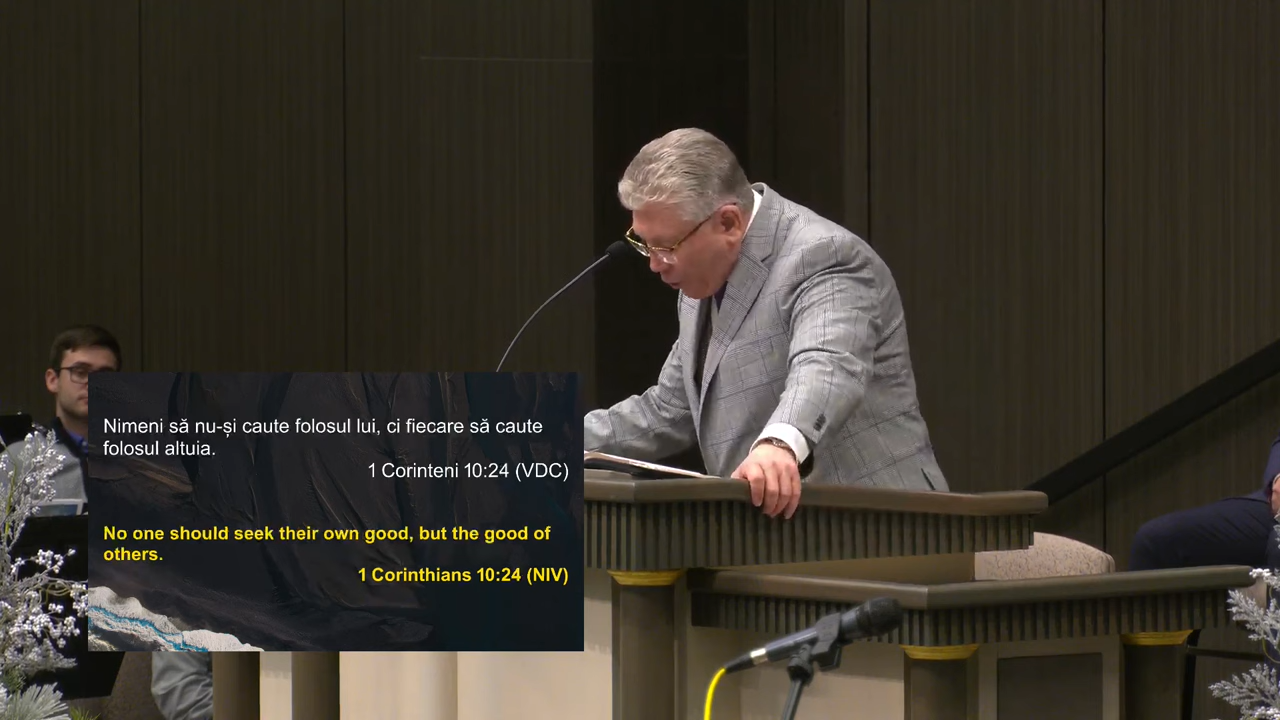 Nimeni să nu-și caute folosul lui, ci fiecare să caute
folosul altuia.
1 Corinteni 10:24 (VDC)
No one should seek their own good, but the good of
others.
1 Corinthians 10:24 (NIV)